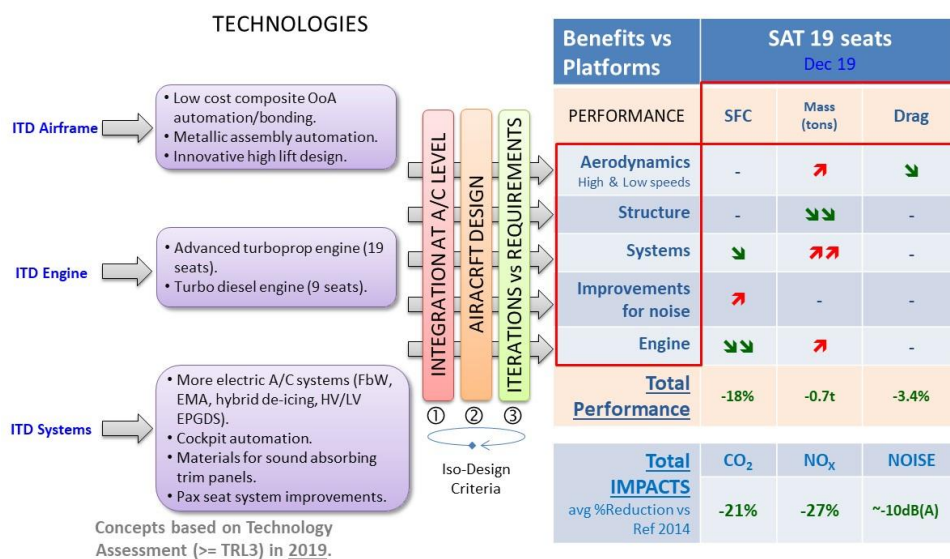 TECHNOLOGIES
ITD Airframe
• Low cost composite OoA
automation/bonding.
• Metallic assembly automation.
• Innovative high lift design.
ITD Engine
• Advanced turboprop engine (19
seats).
• Turbo diesel engine (9 seats).
ITD Systems
• More electric A/C systems (FbW,
EMA, hybrid de-icing, HV/LV
EPGDS).
• Cockpit automation.
• Materials for sound absorbing
trim panels.
• Pax seat system improvements.
Concepts based on Technology
Assessment (>= TRL3) in 2019.
INTEGRATION AT A/C LEVEL
AIRACRFT DESIGN
ITERATIONS vs REQUIREMENTS
① ② ③
Iso-Design
Criteria
Benefits vs
Platforms
SAT 19 seats
Dec 19
PERFORMANCE SFC Mass
(tons) Drag
Aerodynamics
High & Low speeds
- ↗ ↘
Structure - ↘↘ -
Systems ↘ ↗↗ -
Improvements
for noise
↗ - -
Engine ↘↘ ↗ -
Total
Performance
-18% -0.7t -3.4%
Total
IMPACTS
avg %Reduction vs
Ref 2014
CO₂ NOₓ NOISE
-21% -27% ~-10dB(A)